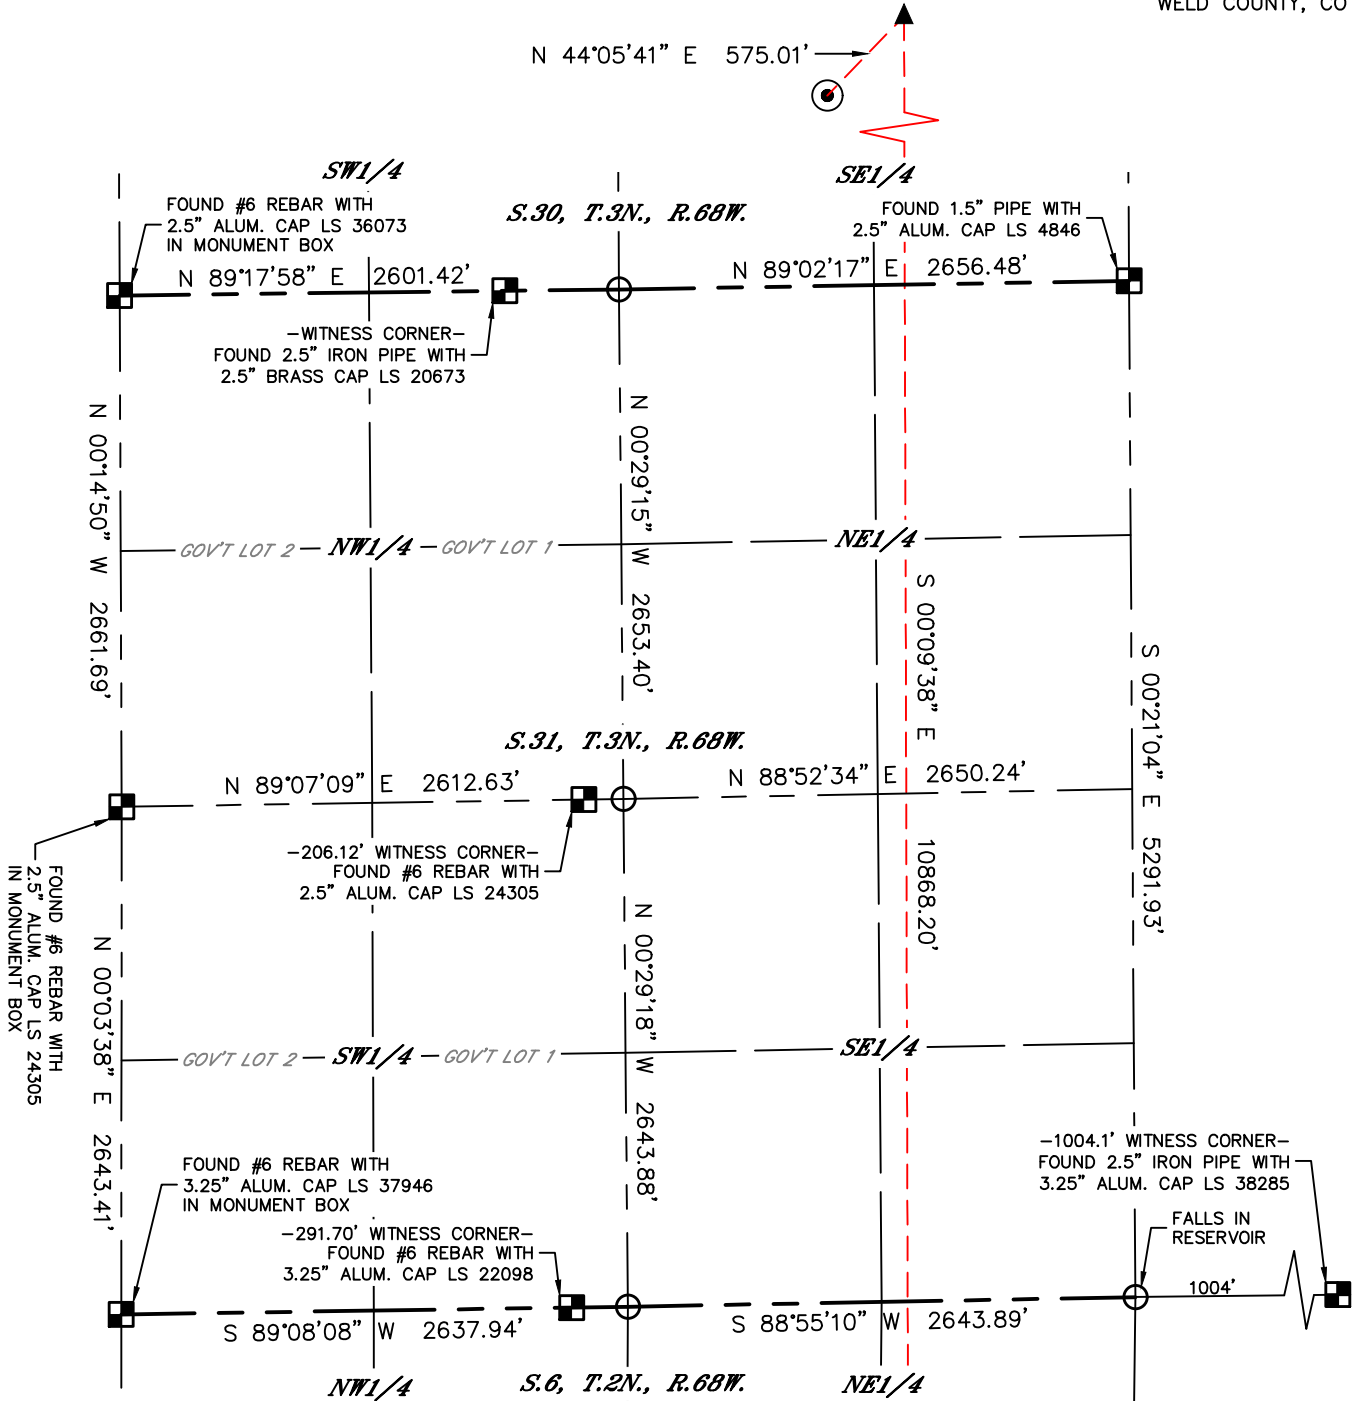 WELD COUNTY, CO
N 44°05'41" E 575.01'
SW1/4
SE1/4
FOUND #6 REBAR WITH
2.5" ALUM. CAP LS 36073
IN MONUMENT BOX
S.30, T.3N., R.68W.
FOUND 1.5" PIPE WITH
2.5" ALUM. CAP LS 4846
N 89°17'58" E 2601.42'
N 89°02'17" E 2656.48'
-WITNESS CORNER-
FOUND 2.5" IRON PIPE WITH
2.5" BRASS CAP LS 20673
N 00°14'50" W 2661.69'
N 00°29'15" W 2653.40'
GOV'T LOT 2
NW1/4
GOV'T LOT 1
NE1/4
S 00°09'38" E 10868.20'
S 00°21'04" E 5291.93'
S.31, T.3N., R.68W.
N 89°07'09" E 2612.63'
N 88°52'34" E 2650.24'
-206.12' WITNESS CORNER-
FOUND #6 REBAR WITH
2.5" ALUM. CAP LS 24305
FOUND #6 REBAR WITH
2.5" ALUM. CAP LS 24305
IN MONUMENT BOX
N 00°03'38" E 2643.41'
N 00°29'18" W 2643.88'
GOV'T LOT 2
SW1/4
GOV'T LOT 1
SE1/4
FOUND #6 REBAR WITH
3.25" ALUM. CAP LS 37946
IN MONUMENT BOX
-1004.1' WITNESS CORNER-
FOUND 2.5" IRON PIPE WITH
3.25" ALUM. CAP LS 38285
-291.70' WITNESS CORNER-
FOUND #6 REBAR WITH
3.25" ALUM. CAP LS 22098
FALLS IN
RESERVOIR
1004'
S 89°08'08" W 2637.94'
S 88°55'10" W 2643.89'
NW1/4
S.6, T.2N., R.68W.
NE1/4